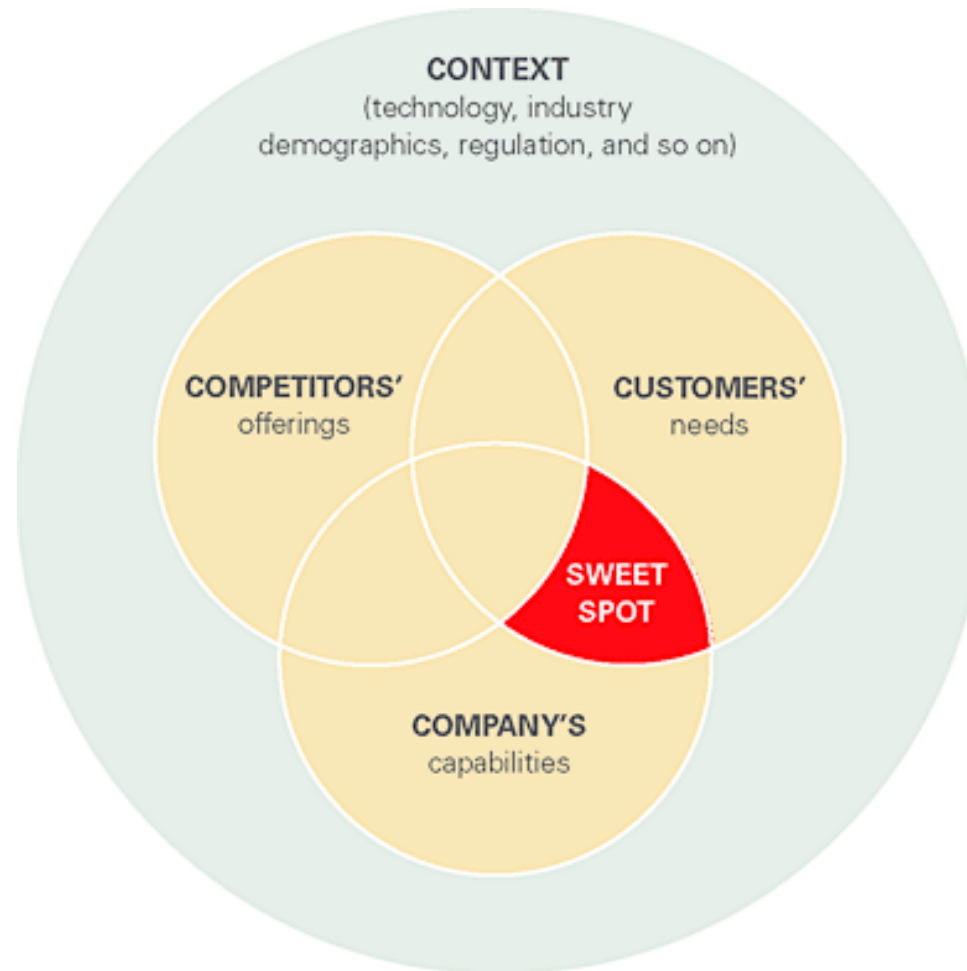 CONTEXT
(technology, industry
demographics, regulation, and so on)
COMPETITORS’
offerings
CUSTOMERS’
needs
SWEET
SPOT
COMPANY’S
capabilities